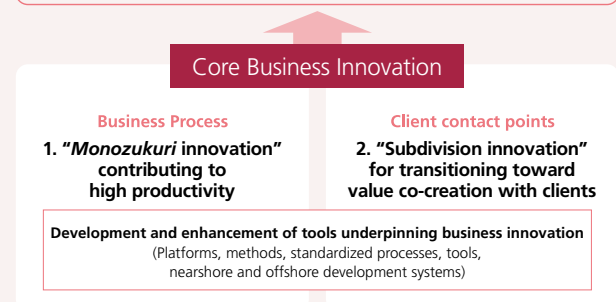 Core Business Innovation
Business Process
1. “Monozukuri innovation”
contributing to
high productivity
Client contact points
2. “Subdivision innovation”
for transitioning toward
value co-creation with clients
Development and enhancement of tools underpinning business innovation
(Platforms, methods, standardized processes, tools,
nearshore and offshore development systems)